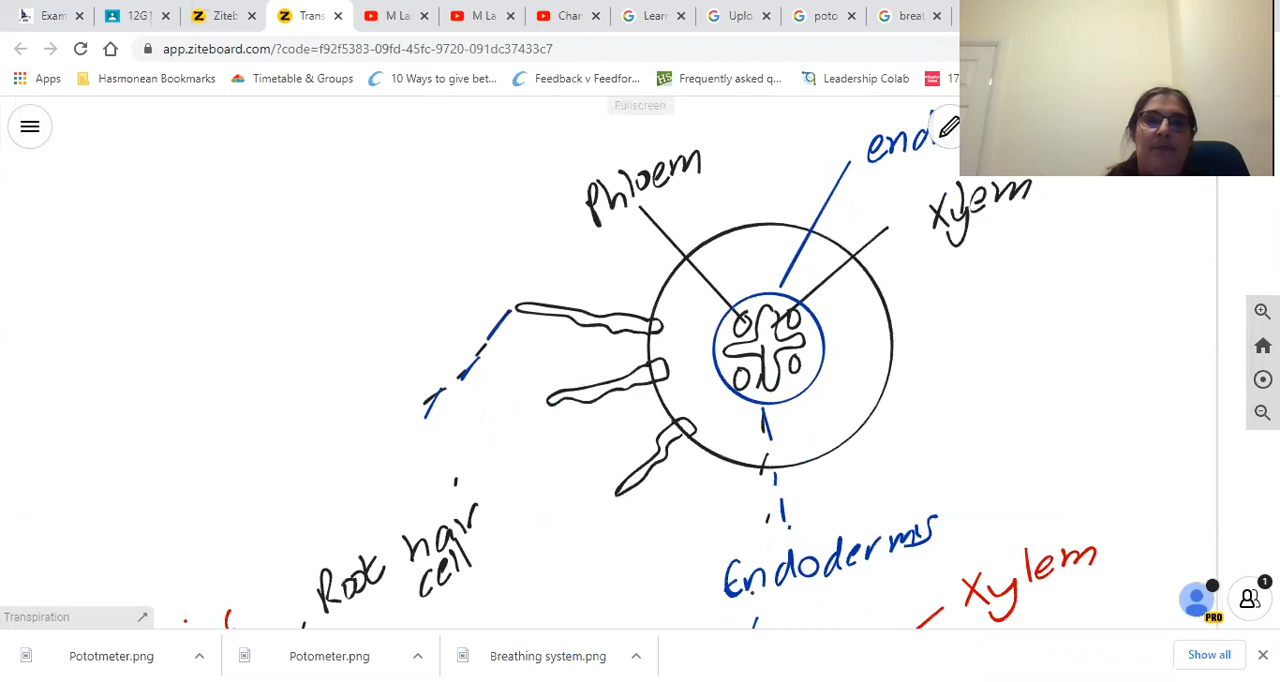 Exam
12G1
Ziteb
Trans
M La
M La
Char
Learn
Uplo
poto
breat
app.ziteboard.com/?code=f92f5383-09fd-45fc-9720-091dc37433c7
Apps
Hasmonean Bookmarks
Timetable & Groups
10 Ways to give bet...
Feedback v Feedfor...
Frequently asked q...
Leadership Colab
17
Fullscreen
end
Phloem
Xylem
Root hair
cell
Endodermis
Xylem
PRO
1
Transpiration
Pototmeter.png
Potometer.png
Breathing system.png
Show all